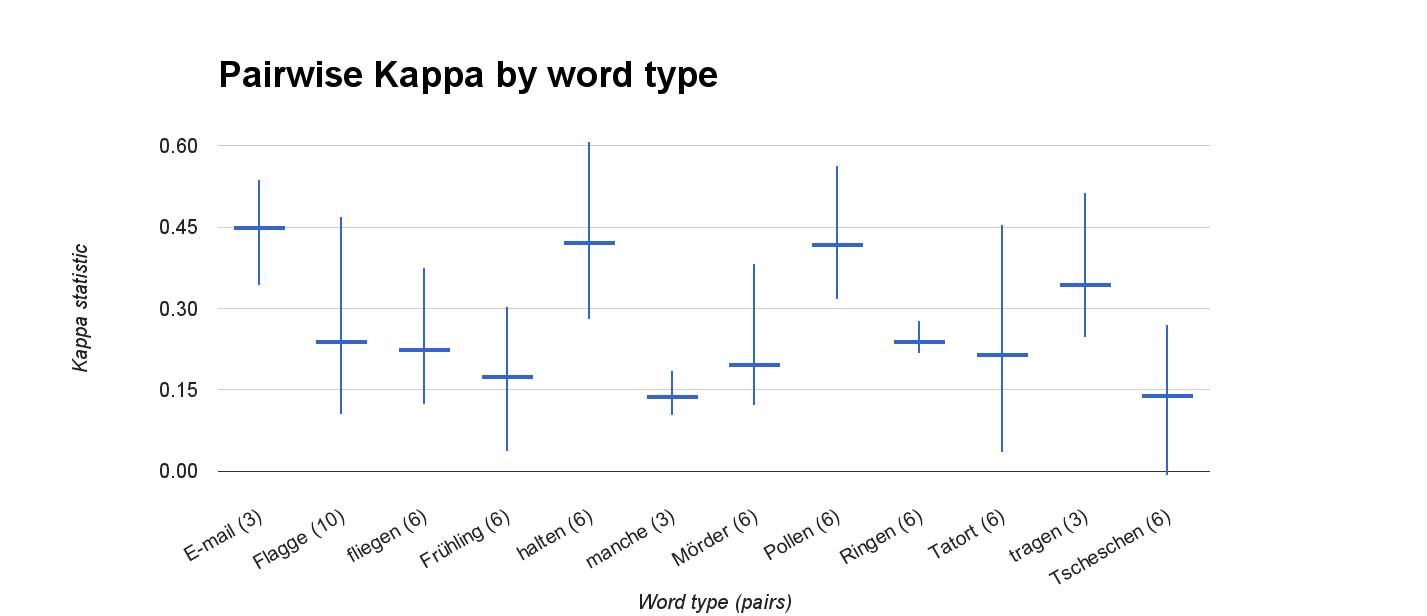 Pairwise Kappa by word type
0.60
0.45
0.30
0.15
0.00
Kappa statistic
E-mail (3)
Flagge (10)
fliegen (6)
Frühling (6)
halten (6)
manche (3)
Mörder (6)
Pollen (6)
Ringen (6)
Tatort (6)
tragen (3)
Tscheschen (6)
Word type (pairs)